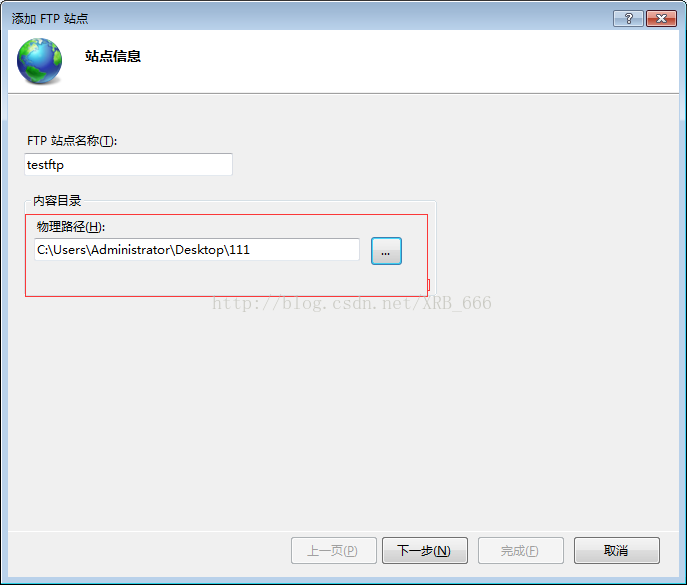 添加 FTP 站点
站点信息
FTP 站点名称(T):
testftp
内容目录
物理路径(H):
C:\Users\Administrator\Desktop\111
...
http://blog.csdn.net/XRB_666
上一页(P)
下一步(N)
完成(F)
取消